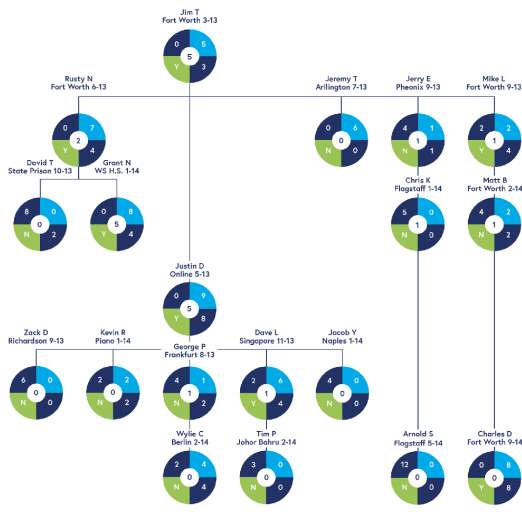 Jim T
Fort Worth 3-13
0 5
5
Y 3
Rusty N
Fort Worth 6-13
Jeremy T
Arllington 7-13
Jerry E
Pheonix 9-13
Mike L
Fort Worth 9-13
0 7
2
Y 4
0 6
0
N 0
4 1
1
N 1
2 2
1
Y 4
David T
State Prison 10-13
Grant N
WS H.S. 1-14
Chris K
Flagstaff 1-14
Matt B
Fort Worth 2-14
8 0
0
N 2
0 8
5
Y 4
5 0
1
N 0
4 2
1
N 2
Justin D
Online 5-13
0 9
5
Y 8
Zack D
Richardson 9-13
Kevin R
Plano 1-14
George P
Frankfurt 8-13
Dave L
Singapore 11-13
Jacob Y
Naples 1-14
6 0
0
N 0
2 2
0
N 2
4 1
1
N 2
2 6
1
Y 4
4 0
0
N 0
Wylie C
Berlin 2-14
Tim P
Johor Bahru 2-14
Arnold S
Flagstaff 5-14
Charles D
Fort Worth 9-14
2 4
0
N 4
3 0
0
N 0
12 0
0
N 0
0 8
0
Y 8